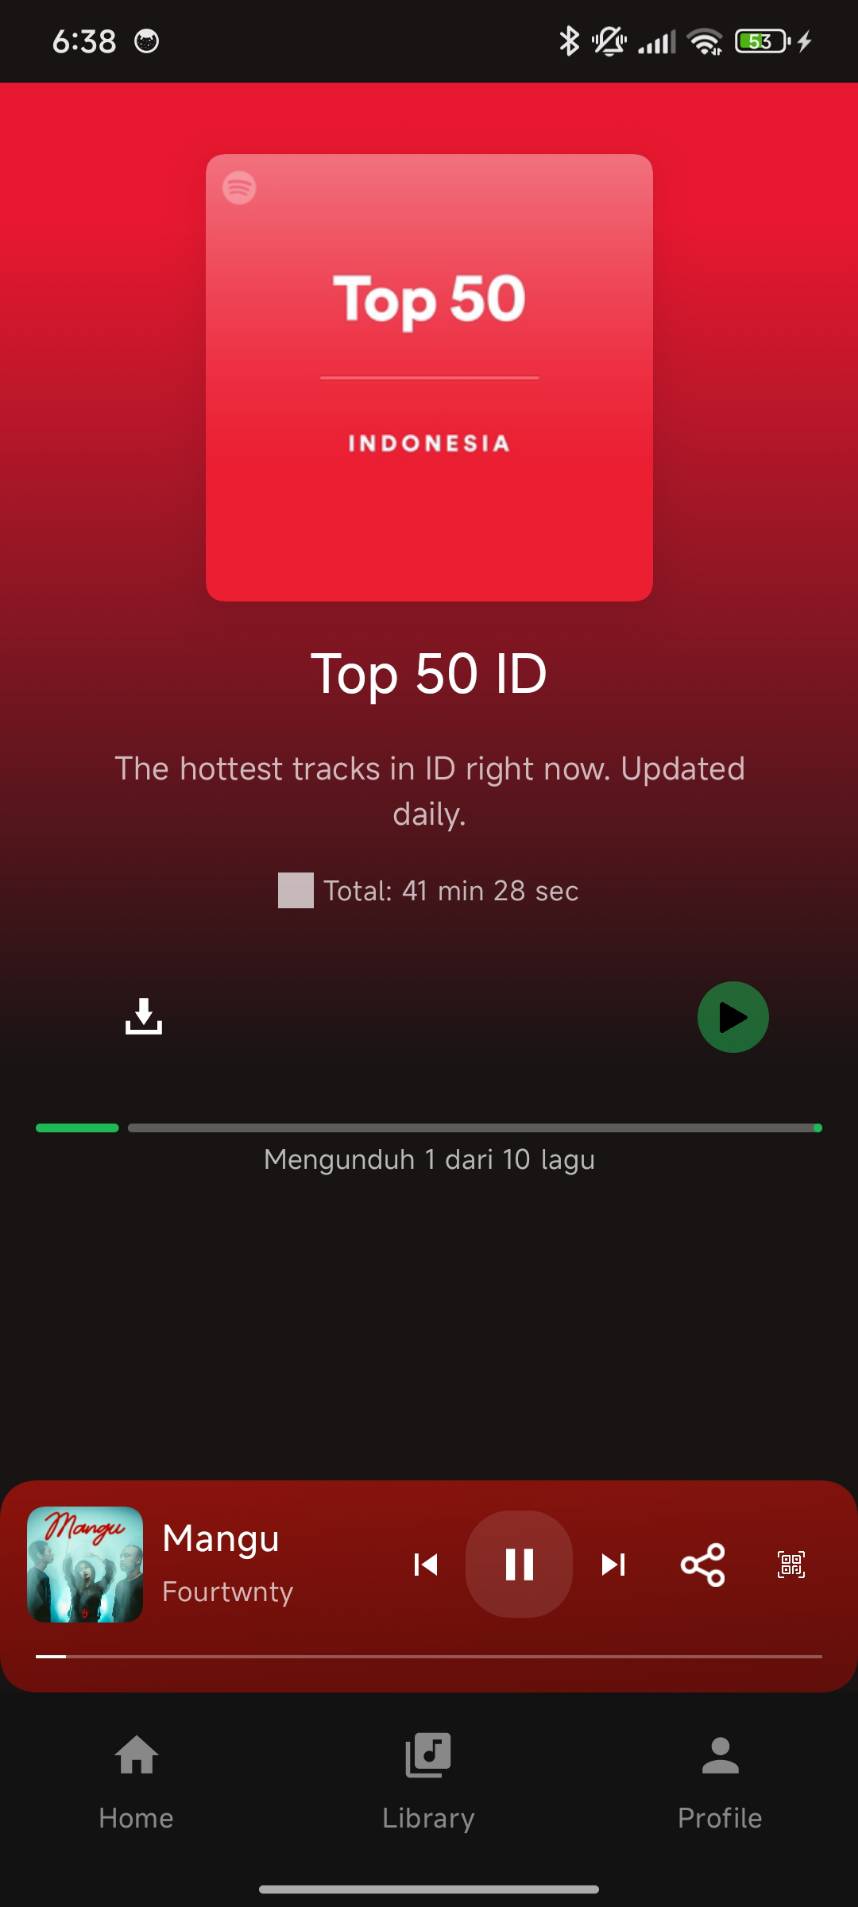 6:38
53
Top 50
INDONESIA
Top 50 ID
The hottest tracks in ID right now. Updated
daily.
Total: 41 min 28 sec
Mengunduh 1 dari 10 lagu
Mangu
Mangu
Fourtwnty
Home
Library
Profile